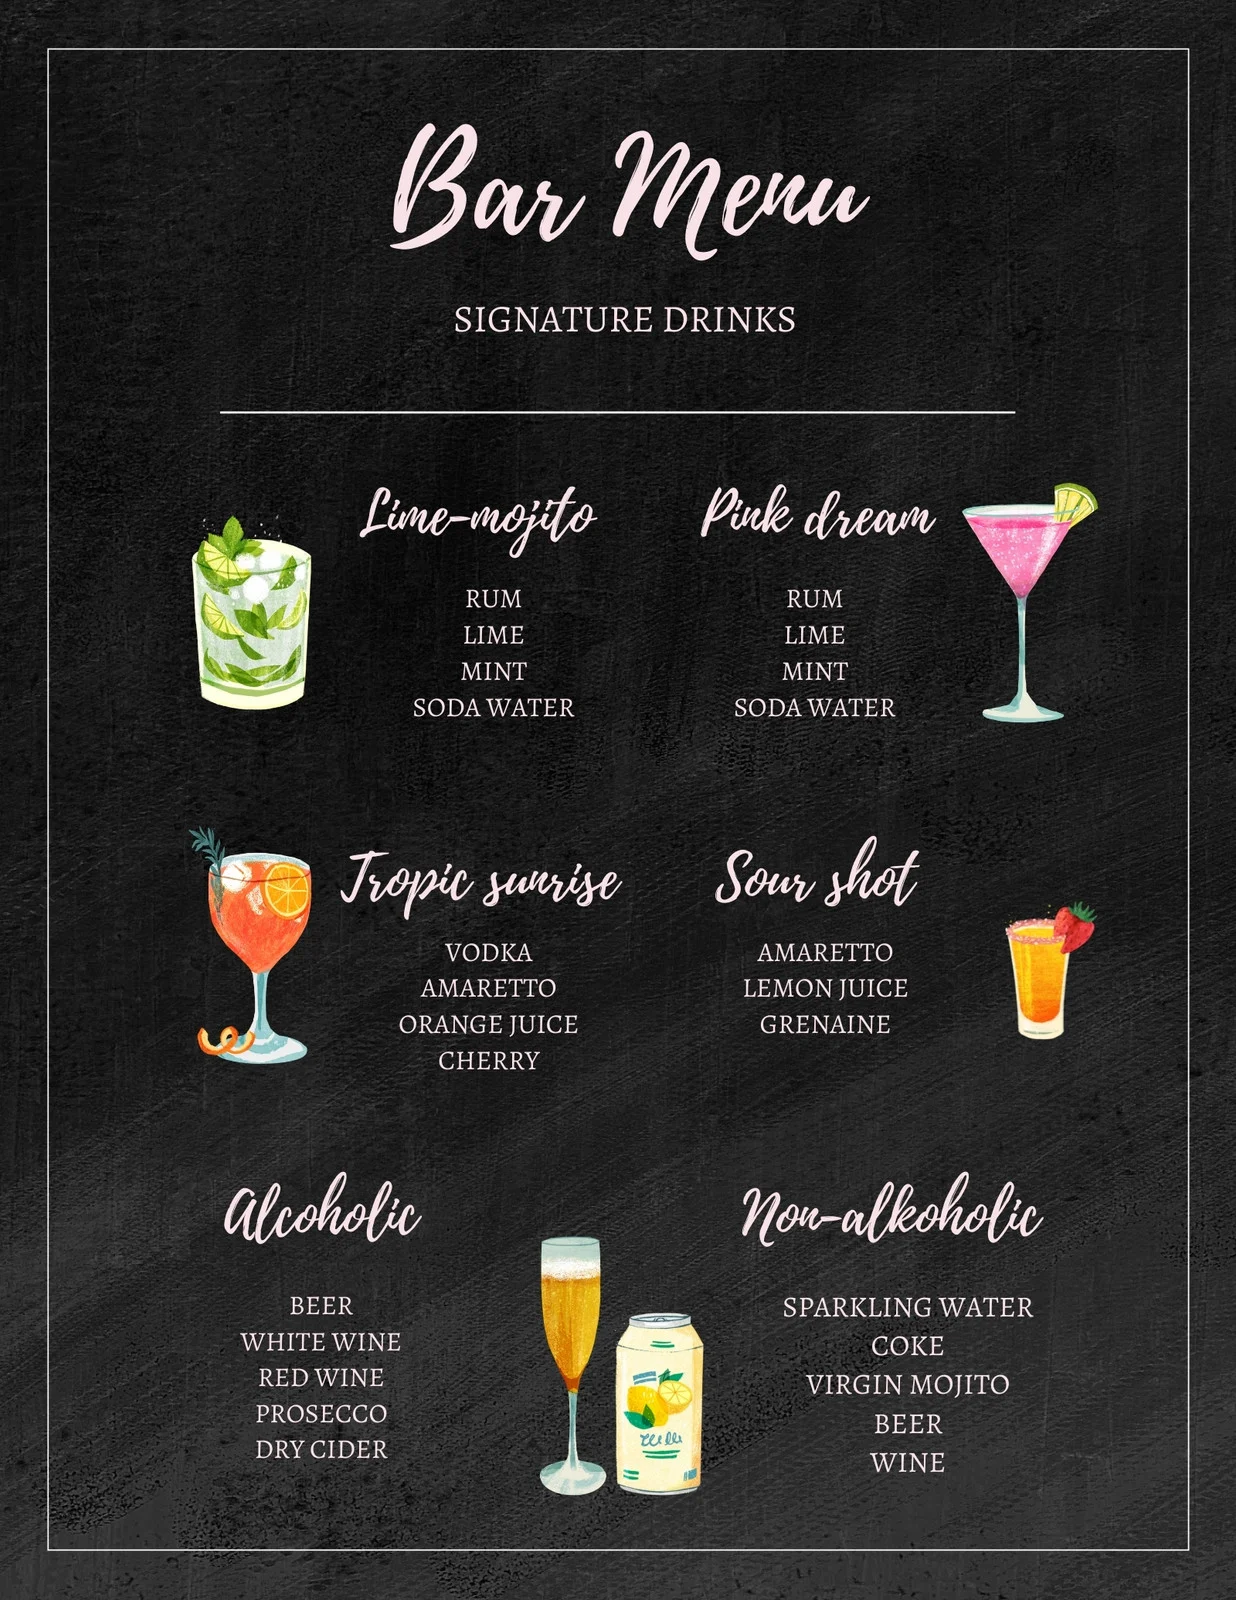 Bar Menu
SIGNATURE DRINKS
Lime-mojito
RUM
LIME
MINT
SODA WATER
Pink dream
RUM
LIME
MINT
SODA WATER
Tropic sunrise
VODKA
AMARETTO
ORANGE JUICE
CHERRY
Sour shot
AMARETTO
LEMON JUICE
GRENAINE
Alcoholic
BEER
WHITE WINE
RED WINE
PROSECCO
DRY CIDER
Non-alkoholic
SPARKLING WATER
COKE
VIRGIN MOJITO
BEER
WINE